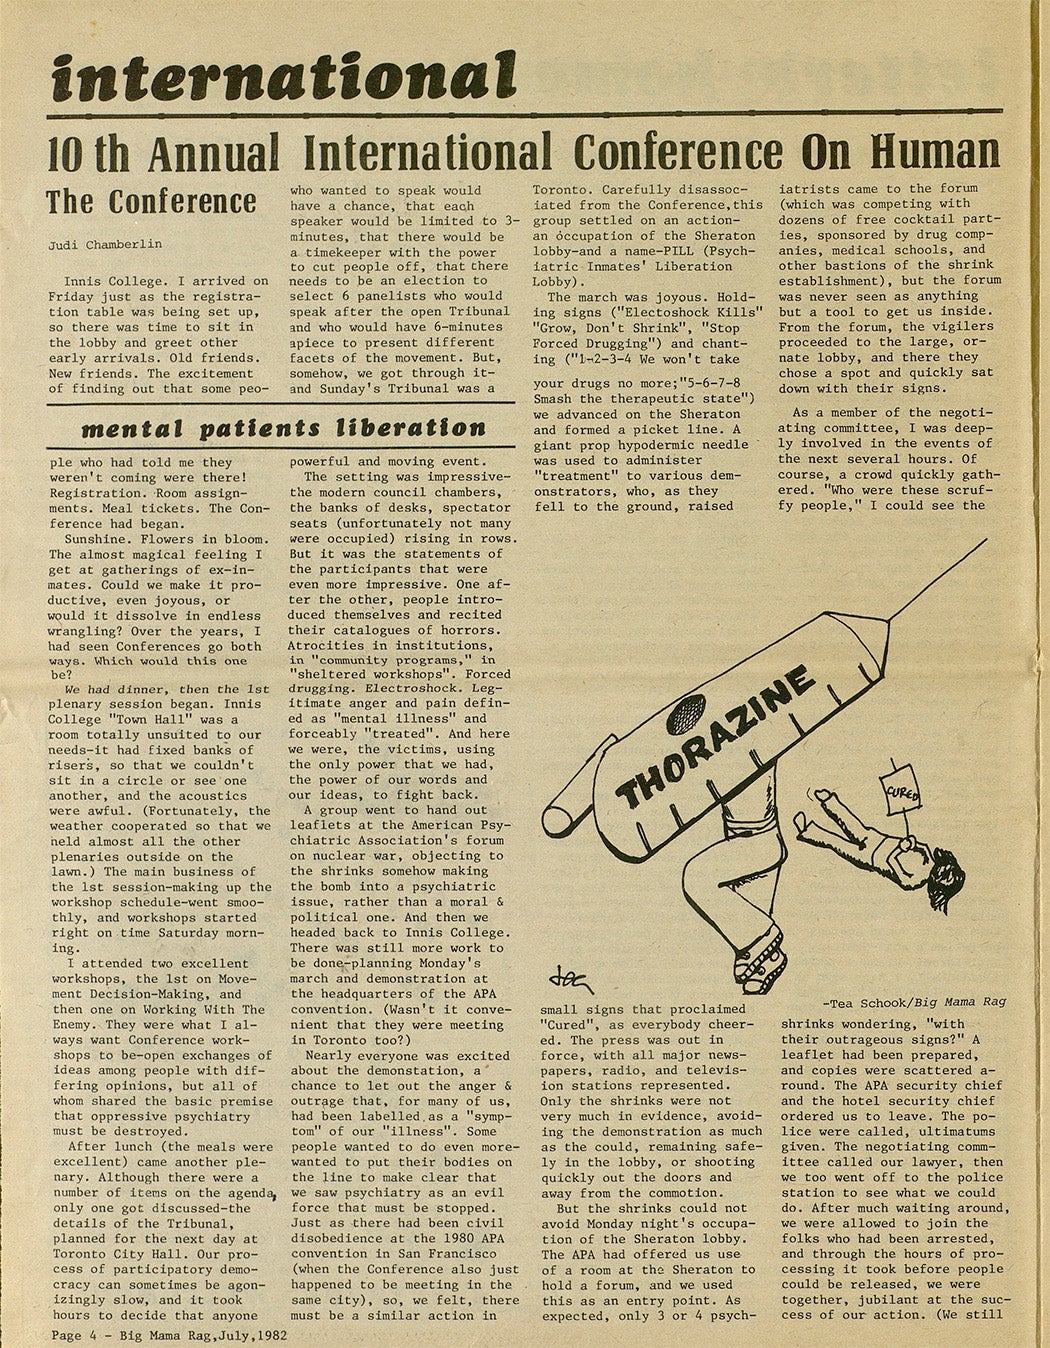 international
10 th Annual International Conference On Human
The Conference
Judi Chamberlin
Innis College. I arrived on
Friday just as the registra-
tion table was being set up,
so there was time to sit in
the lobby and greet other
early arrivals. Old friends.
New friends. The excitement
of finding out that some peo-
mental patients liberation
ple who had told me they
weren't coming were there!
Registration. Room assign-
ments. Meal tickets. The Con-
ference had began.
Sunshine. Flowers in bloom.
The almost magical feeling I
get at gatherings of ex-in-
mates. Could we make it pro-
ductive, even joyous, or
would it dissolve in endless
wrangling? Over the years, I
had seen Conferences go both
ways. Which would this one
be?
We had dinner, then the 1st
plenary session began. Innis
College "Town Hall" was a
room totally unsuited to our
needs-it had fixed banks of
risers, so that we couldn't
sit in a circle or see one
another, and the acoustics
were awful. (Fortunately, the
weather cooperated so that we
neld almost all the other
plenaries outside on the
lawn.) The main business of
the 1st session-making up the
workshop schedule-went smoo-
thly, and workshops started
right on time Saturday morn-
ing.
I attended two excellent
workshops, the 1st on Move-
ment Decision-Making, and
then one on Working With The
Enemy. They were what I al-
ways want Conference work-
shops to be-open exchanges of
ideas among people with dif-
fering opinions, but all of
whom shared the basic premise
that oppressive psychiatry
must be destroyed.
After lunch (the meals were
excellent) came another ple-
nary. Although there were a
number of items on the agenda,
only one got discussed-the
details of the Tribunal,
planned for the next day at
Toronto City Hall. Our pro-
cess of participatory demo-
cracy can sometimes be agon-
izingly slow, and it took
hours to decide that anyone
who wanted to speak would
have a chance, that each
speaker would be limited to 3-
minutes, that there would be
a timekeeper with the power
to cut people off, that there
needs to be an election to
select 6 panelists who would
speak after the open Tribunal
and who would have 6-minutes
apiece to present different
facets of the movement. But,
somehow, we got through it-
and Sunday's Tribunal was a
powerful and moving event.
The setting was impressive-
the modern council chambers,
the banks of desks, spectator
seats (unfortunately not many
were occupied) rising in rows.
But it was the statements of
the participants that were
even more impressive. One af-
ter the other, people intro-
duced themselves and recited
their catalogues of horrors.
Atrocities in institutions,
in "community programs," in
"sheltered workshops". Forced
drugging. Electroshock. Leg-
itimate anger and pain defin-
ed as "mental illness" and
forceably "treated". And here
we were, the victims, using
the only power that we had,
the power of our words and
our ideas, to fight back.
A group went to hand out
leaflets at the American Psy-
chiatric Association's forum
on nuclear war, objecting to
the shrinks somehow making
the bomb into a psychiatric
issue, rather than a moral &
political one. And then we
headed back to Innis College.
There was still more work to
be done-planning Monday's
march and demonstration at
the headquarters of the APA
convention. (Wasn't it conve-
nient that they were meeting
in Toronto too?)
Nearly everyone was excited
about the demonstation, a
chance to let out the anger &
outrage that, for many of us,
had been labelled as a "symp-
tom" of our "illness". Some
people wanted to do even more-
wanted to put their bodies on
the line to make clear that
we saw psychiatry as an evil
force that must be stopped.
Just as there had been civil
disobedience at the 1980 APA
convention in San Francisco
(when the Conference also just
happened to be meeting in the
same city), so, we felt, there
must be a similar action in
Toronto. Carefully disassoc-
iated from the Conference,this
group settled on an action-
an occupation of the Sheraton
lobby-and a name-PILL (Psych-
iatric Inmates' Liberation
Lobby).
The march was joyous. Hold-
ing signs ("Electoshock Kills"
"Grow, Don't Shrink", "Stop
Forced Drugging") and chant-
ing ("1-2-3-4 We won't take
your drugs no more;"5-6-7-8
Smash the therapeutic state")
we advanced on the Sheraton
and formed a picket line. A
giant prop hypodermic needle
was used to administer
"treatment" to various dem-
onstrators, who, as they
fell to the ground, raised
small signs that proclaimed
"Cured", as everybody cheer-
ed. The press was out in
force, with all major news-
papers, radio, and televis-
ion stations represented.
Only the shrinks were not
very much in evidence, avoid-
ing the demonstration as much
as the could, remaining safe-
ly in the lobby, or shooting
quickly out the doors and
away from the commotion.
But the shrinks could not
avoid Monday night's occupa-
tion of the Sheraton lobby.
The APA had offered us use
of a room at the Sheraton to
hold a forum, and we used
this as an entry point. As
expected, only 3 or 4 psych-
iatrists came to the forum
(which was competing with
dozens of free cocktail part-
ies, sponsored by drug comp-
anies, medical schools, and
other bastions of the shrink
establishment), but the forum
was never seen as anything
but a tool to get us inside.
From the forum, the vigilers
proceeded to the large, or-
nate lobby, and there they
chose a spot and quickly sat
down with their signs.
As a member of the negoti-
ating committee, I was deep-
ly involved in the events of
the next several hours. Of
course, a crowd quickly gath-
ered. "Who were these scruf-
fy people," I could see the
THORAZINE
CURED
-Tea Schook/Big Mama Rag
shrinks wondering, "with
their outrageous signs?" A
leaflet had been prepared,
and copies were scattered a-
round. The APA security chief
and the hotel security chief
ordered us to leave. The po-
lice were called, ultimatums
given. The negotiating comm-
ittee called our lawyer, then
we too went off to the police
station to see what we could
do. After much waiting around,
we were allowed to join the
folks who had been arrested,
and through the hours of pro-
cessing it took before people
could be released, we were
together, jubilant at the suc-
cess of our action. (We still
Page 4 - Big Mama Rag,July,1982